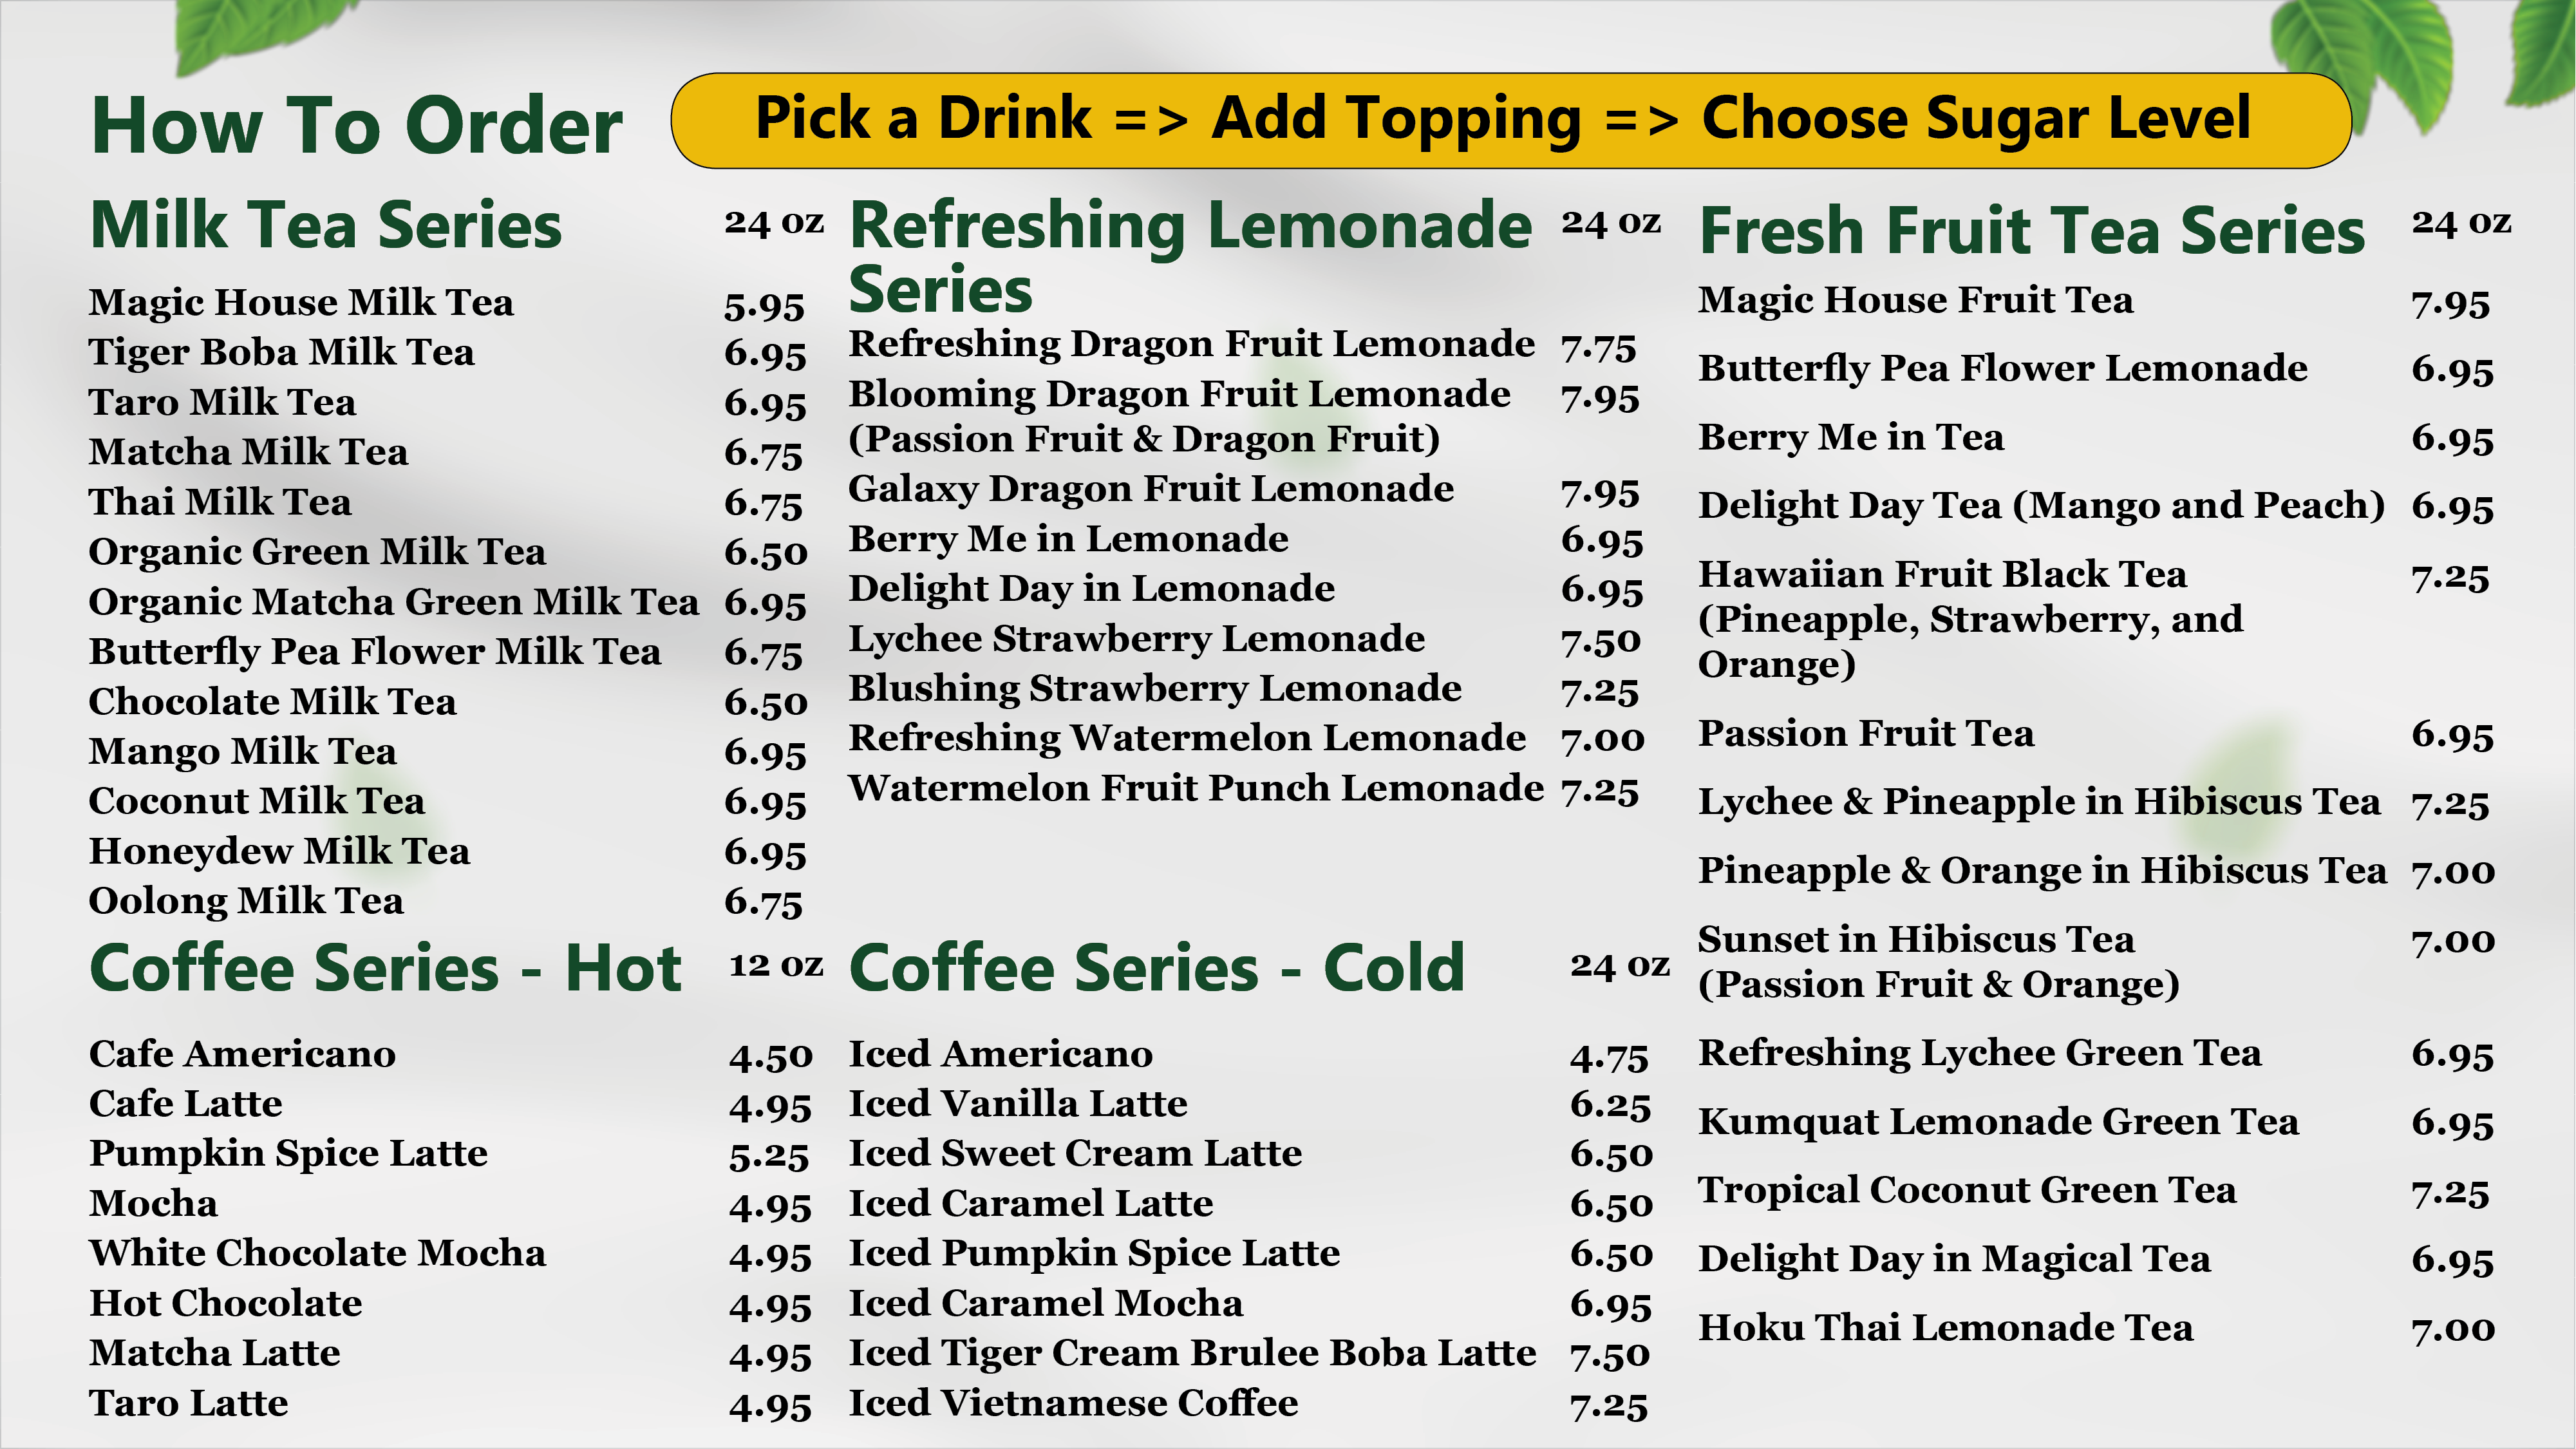 How To Order
Pick a Drink => Add Topping => Choose Sugar Level
Milk Tea Series 24 oz
Magic House Milk Tea 5.95
Tiger Boba Milk Tea 6.95
Taro Milk Tea 6.95
Matcha Milk Tea 6.75
Thai Milk Tea 6.75
Organic Green Milk Tea 6.50
Organic Matcha Green Milk Tea 6.95
Butterfly Pea Flower Milk Tea 6.75
Chocolate Milk Tea 6.50
Mango Milk Tea 6.95
Coconut Milk Tea 6.95
Honeydew Milk Tea 6.95
Oolong Milk Tea 6.75
Coffee Series - Hot 12 oz
Cafe Americano 4.50
Cafe Latte 4.95
Pumpkin Spice Latte 5.25
Mocha 4.95
White Chocolate Mocha 4.95
Hot Chocolate 4.95
Matcha Latte 4.95
Taro Latte 4.95
Refreshing Lemonade 24 oz
Series
Refreshing Dragon Fruit Lemonade 7.75
Blooming Dragon Fruit Lemonade 7.95
(Passion Fruit & Dragon Fruit)
Galaxy Dragon Fruit Lemonade 7.95
Berry Me in Lemonade 6.95
Delight Day in Lemonade 6.95
Lychee Strawberry Lemonade 7.50
Blushing Strawberry Lemonade 7.25
Refreshing Watermelon Lemonade 7.00
Watermelon Fruit Punch Lemonade 7.25
Coffee Series - Cold 24 oz
Iced Americano 4.75
Iced Vanilla Latte 6.25
Iced Sweet Cream Latte 6.50
Iced Caramel Latte 6.50
Iced Pumpkin Spice Latte 6.50
Iced Caramel Mocha 6.95
Iced Tiger Cream Brulee Boba Latte 7.50
Iced Vietnamese Coffee 7.25
Fresh Fruit Tea Series 24 oz
Magic House Fruit Tea 7.95
Butterfly Pea Flower Lemonade 6.95
Berry Me in Tea 6.95
Delight Day Tea (Mango and Peach) 6.95
Hawaiian Fruit Black Tea 7.25
(Pineapple, Strawberry, and
Orange)
Passion Fruit Tea 6.95
Lychee & Pineapple in Hibiscus Tea 7.25
Pineapple & Orange in Hibiscus Tea 7.00
Sunset in Hibiscus Tea 7.00
(Passion Fruit & Orange)
Refreshing Lychee Green Tea 6.95
Kumquat Lemonade Green Tea 6.95
Tropical Coconut Green Tea 7.25
Delight Day in Magical Tea 6.95
Hoku Thai Lemonade Tea 7.00